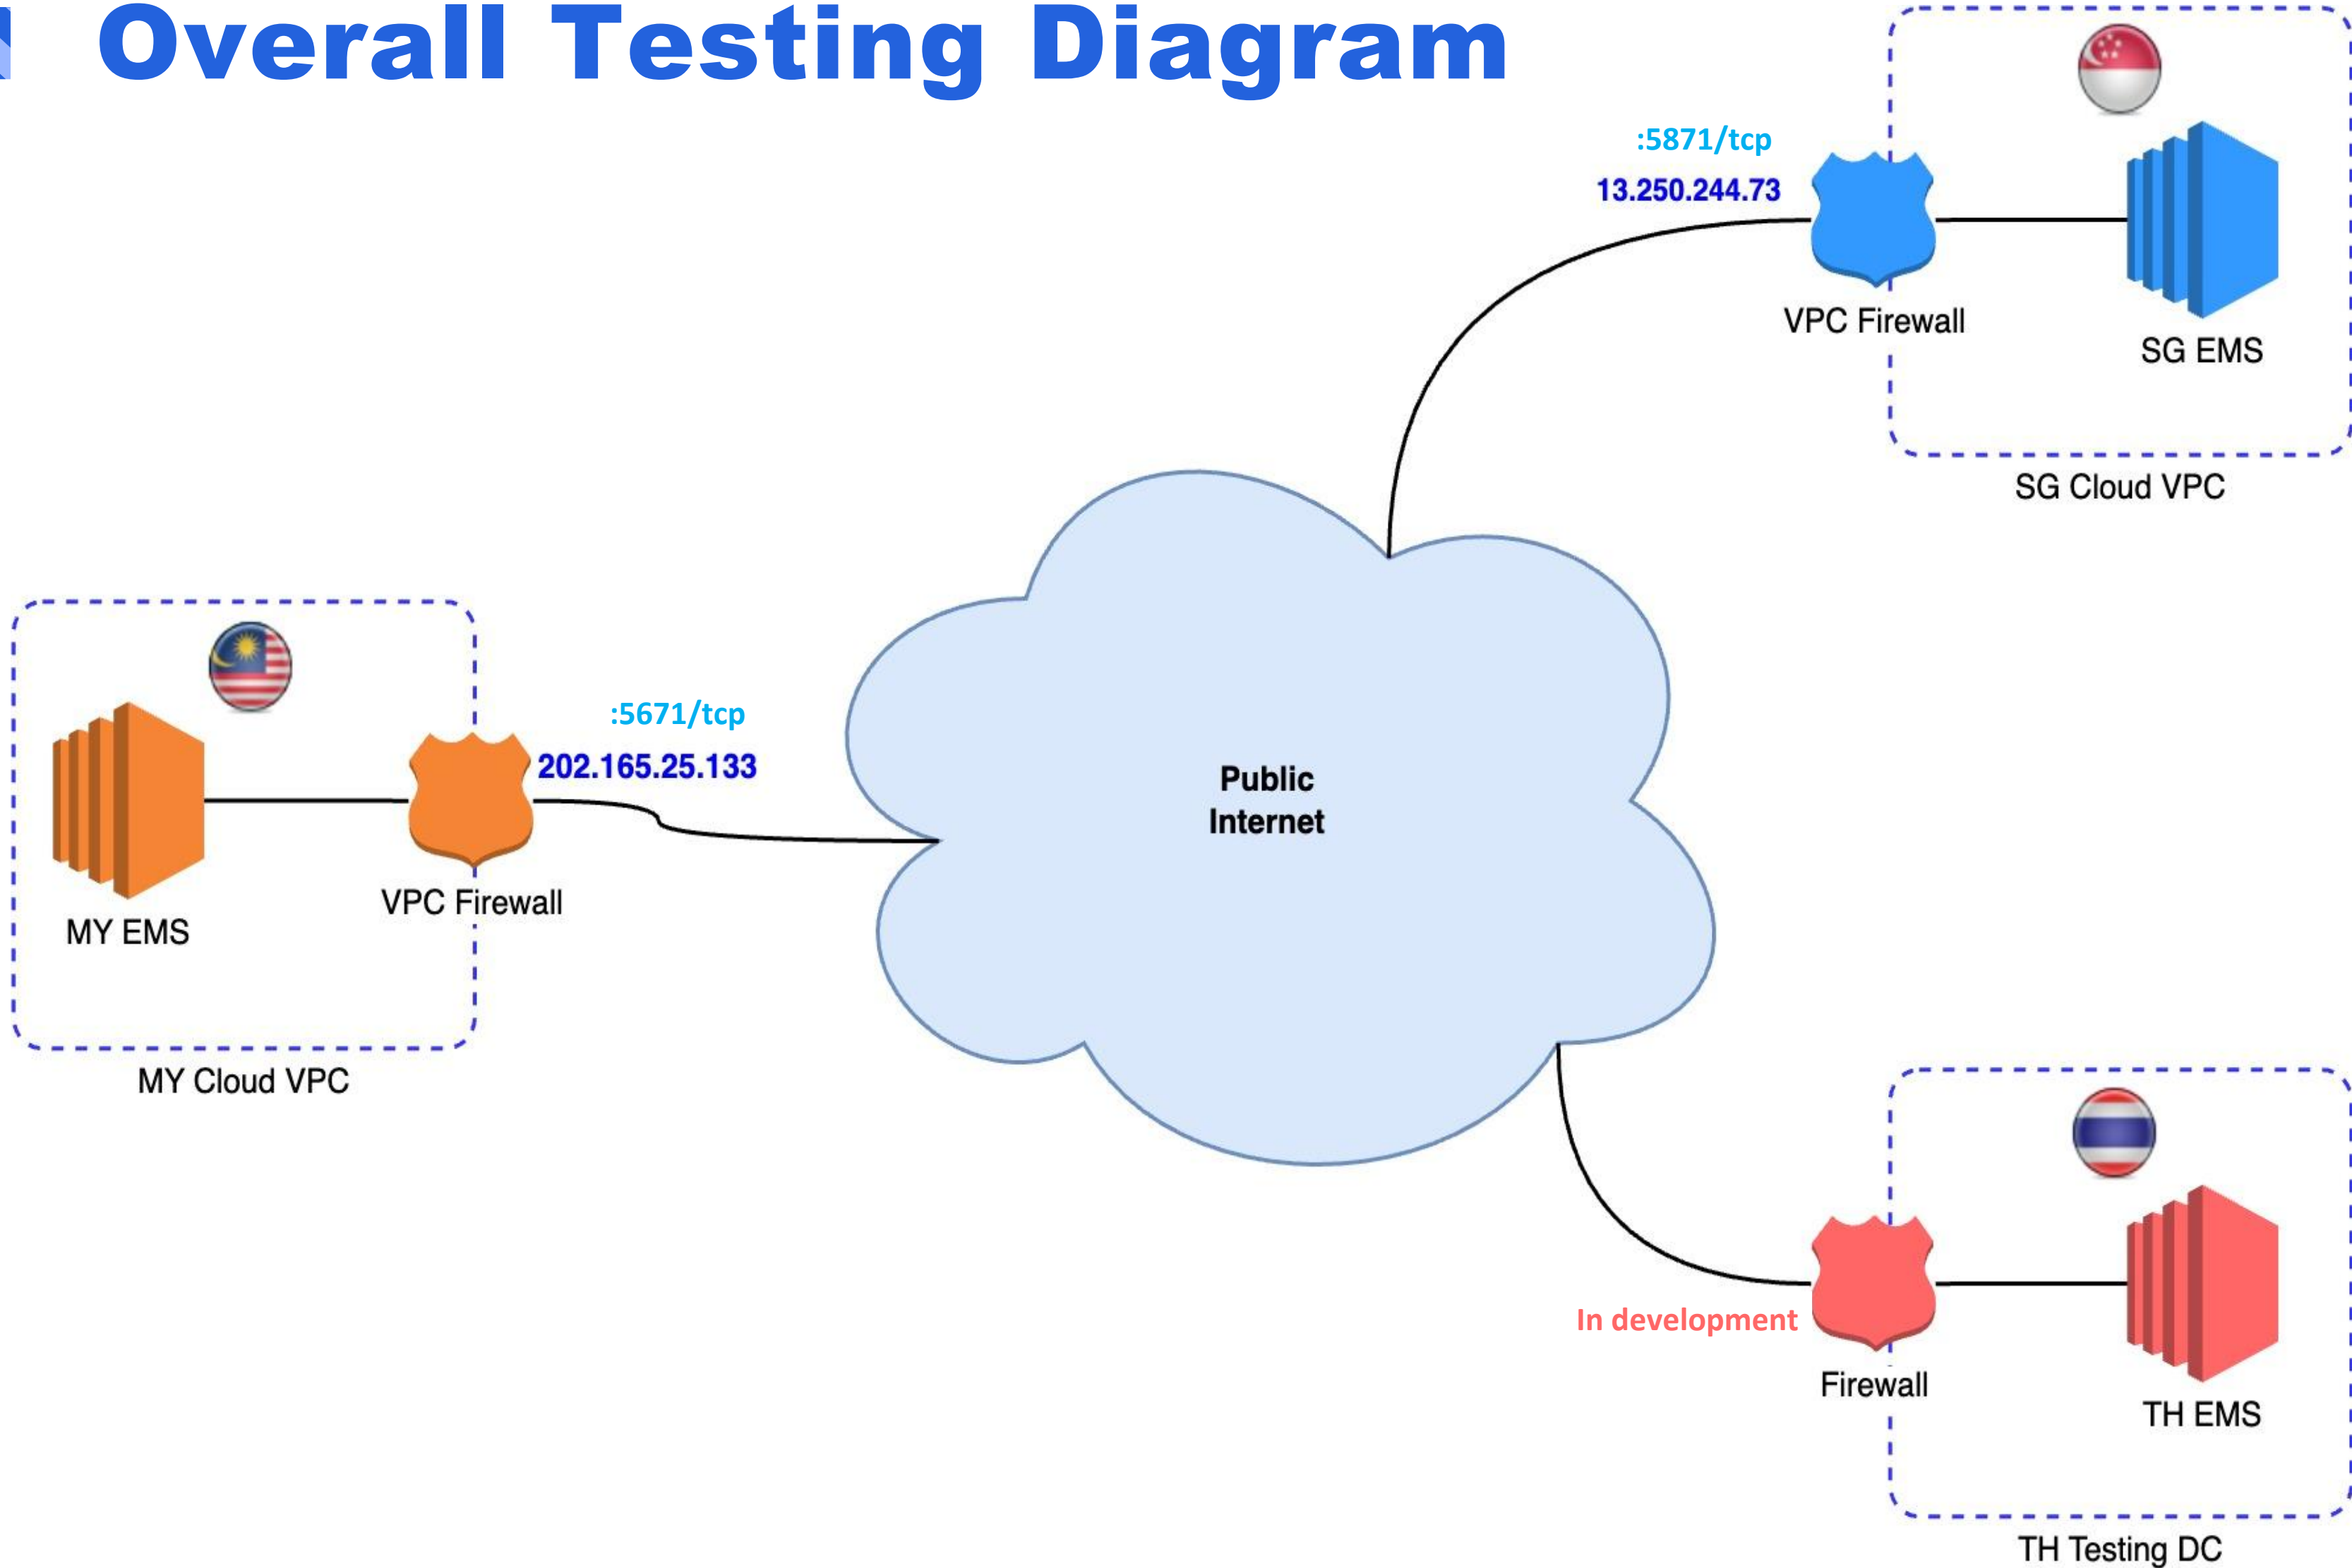 Overall Testing Diagram
:5871/tcp
13.250.244.73
VPC Firewall
SG EMS
SG Cloud VPC
:5671/tcp
202.165.25.133
VPC Firewall
MY EMS
MY Cloud VPC
Public
Internet
In development
Firewall
TH EMS
TH Testing DC